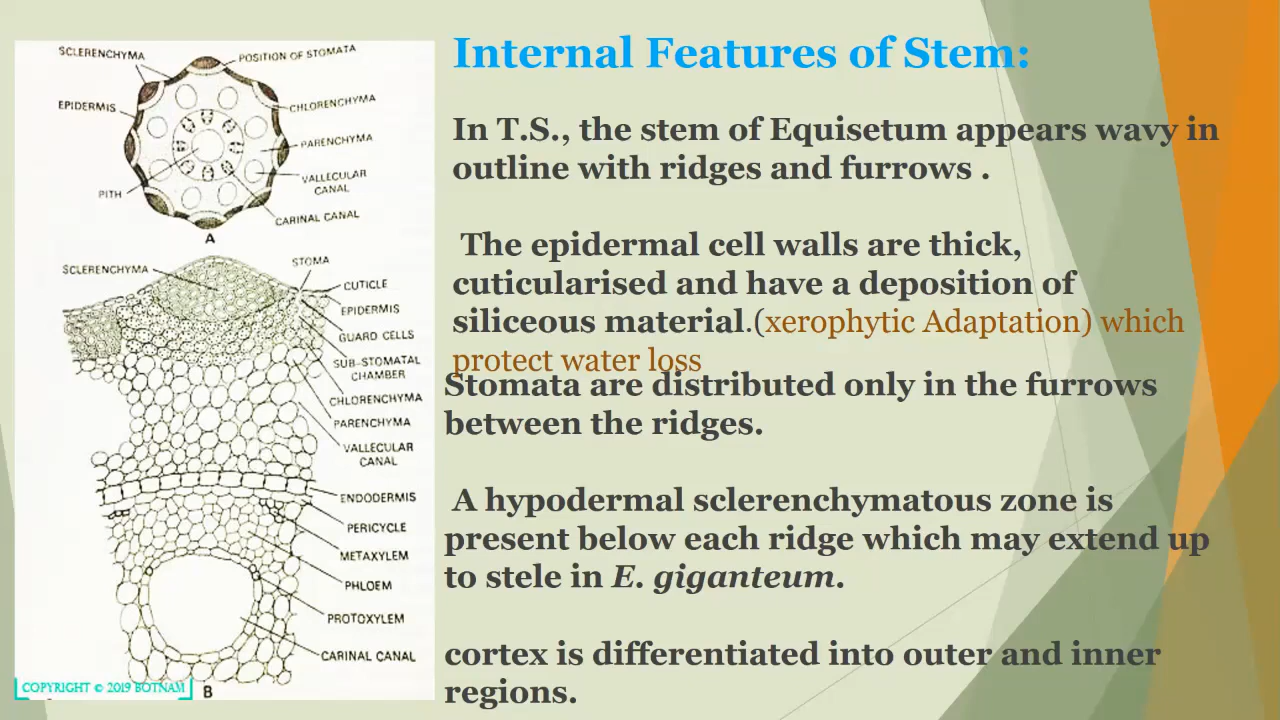 Internal Features of Stem:
In T.S., the stem of Equisetum appears wavy in
outline with ridges and furrows .
The epidermal cell walls are thick,
cuticularised and have a deposition of
siliceous material.(xerophytic Adaptation) which
protect water loss
Stomata are distributed only in the furrows
between the ridges.
A hypodermal sclerenchymatous zone is
present below each ridge which may extend up
to stele in E. giganteum.
cortex is differentiated into outer and inner
regions.
SCLERENCHYMA
POSITION OF STOMATA
EPIDERMIS
CHLORENCHYMA
PARENCHYMA
VALLECULAR
CANAL
PITH
CARINAL CANAL
A
SCLERENCHYMA
STOMA
CUTICLE
EPIDERMIS
GUARD CELLS
SUB-STOMATAL
CHAMBER
CHLORENCHYMA
PARENCHYMA
VALLECULAR
CANAL
ENDODERMIS
PERICYCLE
METAXYLEM
PHLOEM
PROTOXYLEM
CARINAL CANAL
B
COPYRIGHT © 2019 BOTNAM